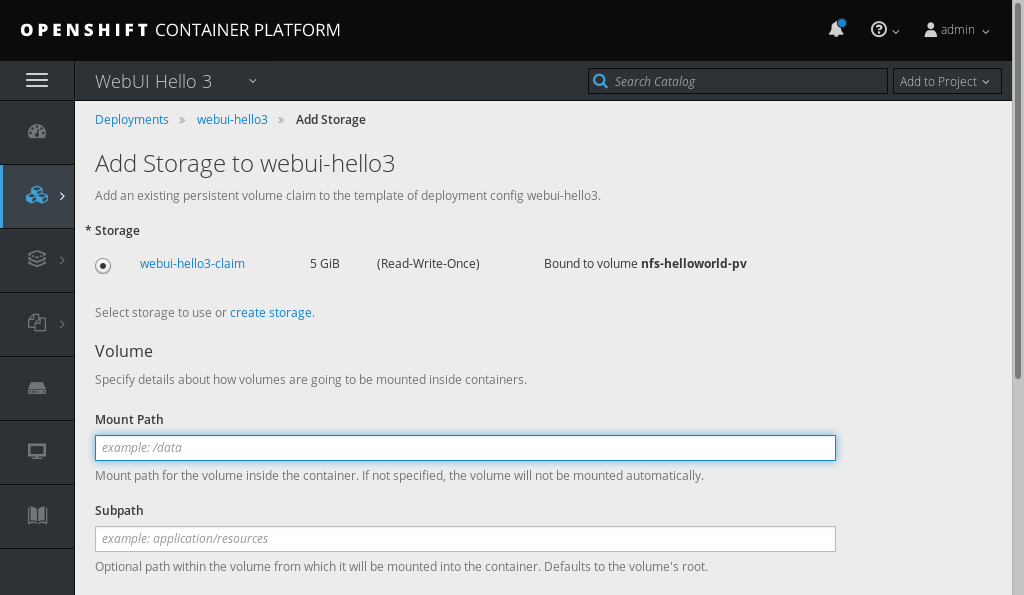 OPENSHIFT CONTAINER PLATFORM
admin
WebUI Hello 3
Search Catalog
Add to Project
Deployments » webui-hello3 » Add Storage
Add Storage to webui-hello3
Add an existing persistent volume claim to the template of deployment config webui-hello3.
* Storage
webui-hello3-claim 5 GiB (Read-Write-Once) Bound to volume nfs-helloworld-pv
Select storage to use or create storage.
Volume
Specify details about how volumes are going to be mounted inside containers.
Mount Path
example: /data
Mount path for the volume inside the container. If not specified, the volume will not be mounted automatically.
Subpath
example: application/resources
Optional path within the volume from which it will be mounted into the container. Defaults to the volume's root.